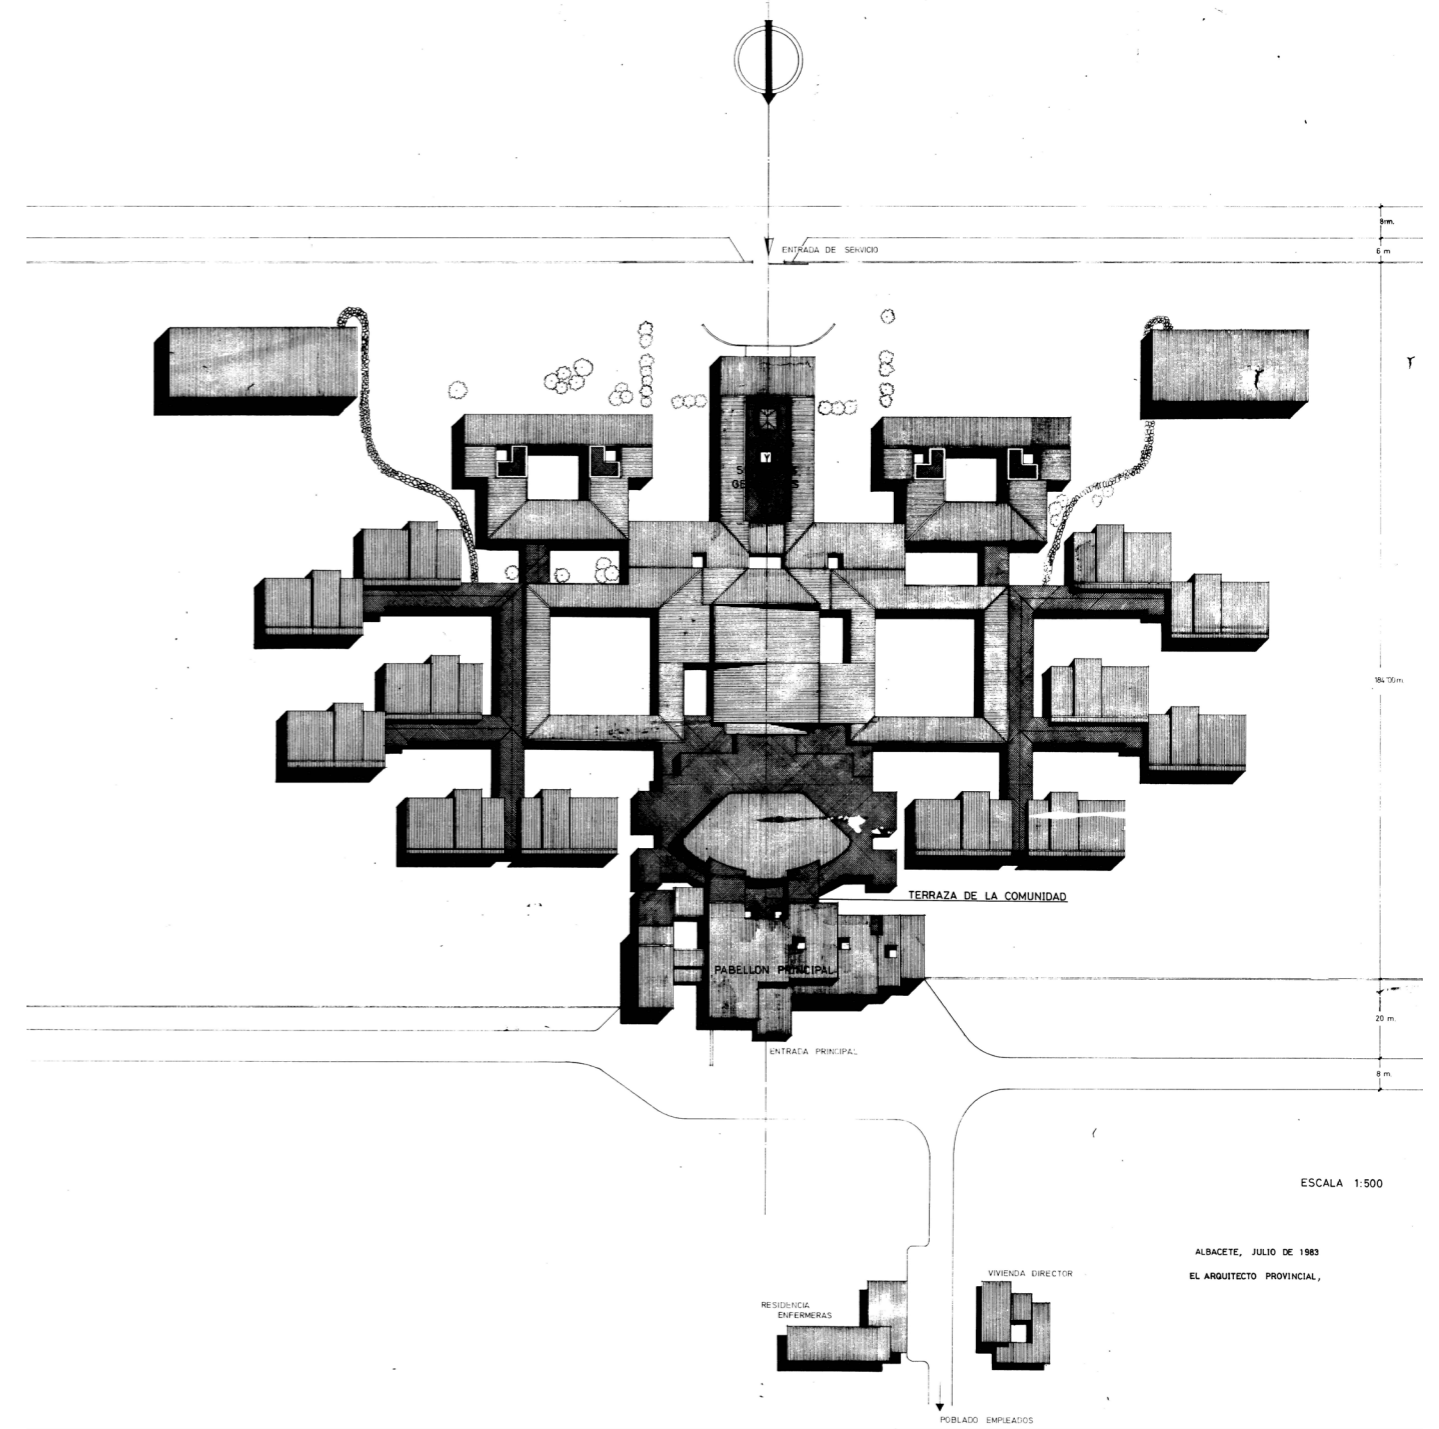 8m.
ENTRADA DE SERVICIO
6 m
Y
184'00m
TERRAZA DE LA COMUNIDAD
PABELLON PRINCIPAL
20 m.
ENTRADA PRINCIPAL
8 m.
ESCALA 1:500
ALBACETE, JULIO DE 1983
EL ARQUITECTO PROVINCIAL,
VIVIENDA DIRECTOR
RESIDENCIA
ENFERMERAS
POBLADO EMPLEADOS